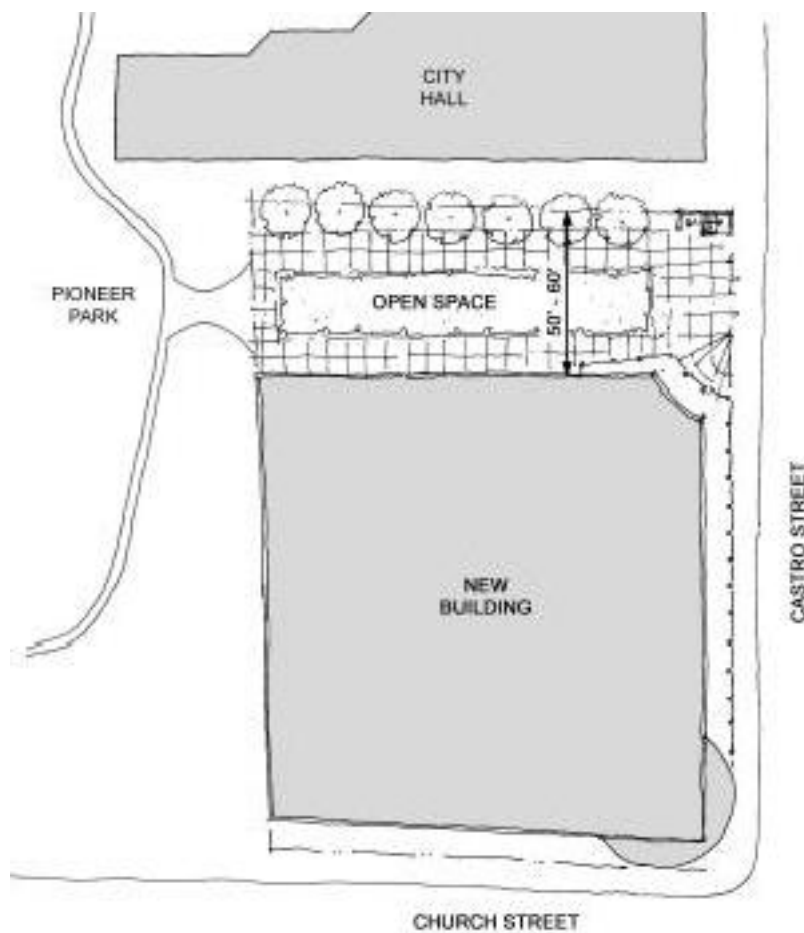 CITY
HALL
PIONEER
PARK
OPEN SPACE
50' - 60'
NEW
BUILDING
CASTRO STREET
CHURCH STREET